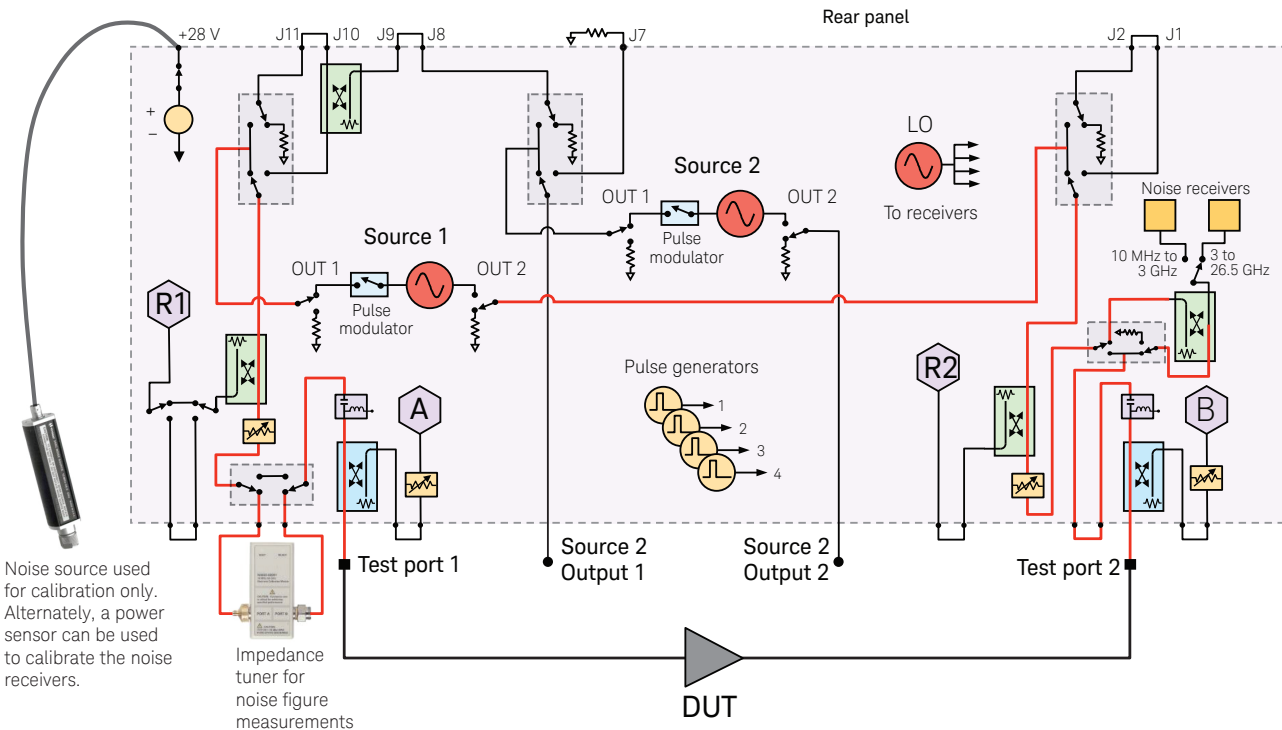 Rear panel
+28 V
J11
J10
J9
J8
J7
J2
J1
+
−
LO
To receivers
Source 2
OUT 1
OUT 2
Pulse
modulator
Noise receivers
10 MHz to
3 GHz
3 to
26.5 GHz
Source 1
OUT 1
OUT 2
Pulse
modulator
R1
A
Pulse generators
1
2
3
4
R2
B
Test port 1
Source 2
Output 1
Source 2
Output 2
Test port 2
Noise source used
for calibration only.
Alternately, a power
sensor can be used
to calibrate the noise
receivers.
Impedance
tuner for
noise figure
measurements
DUT